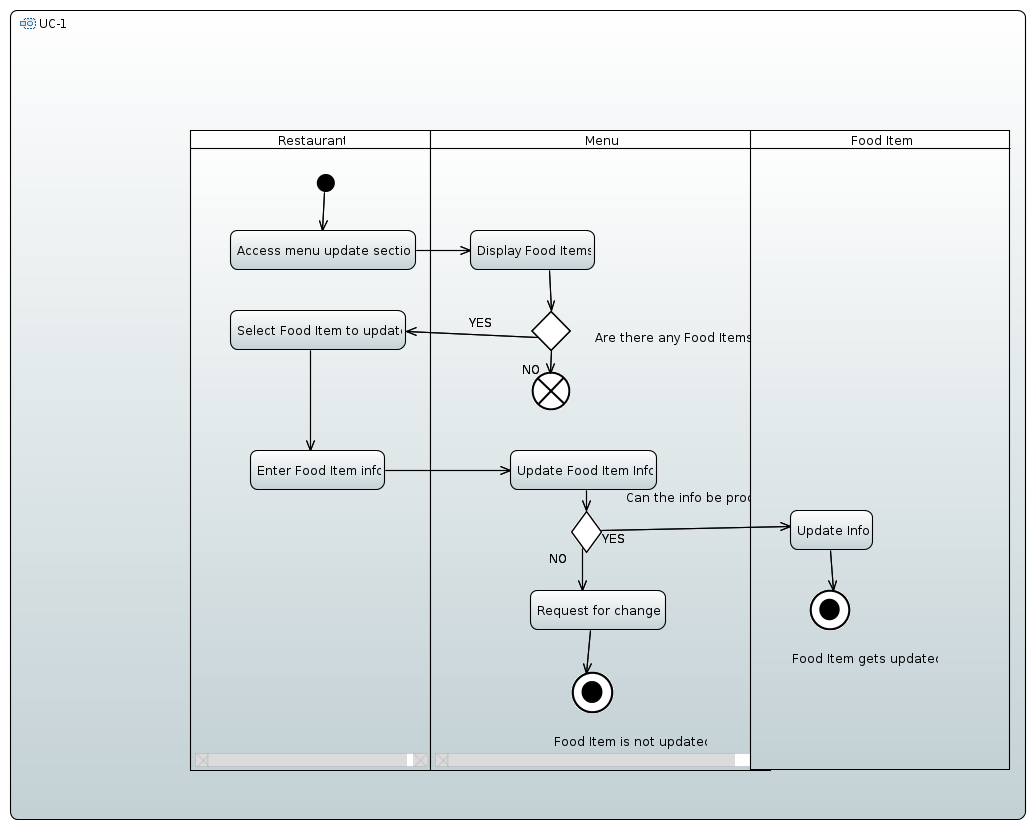 UC-1
Restaurant
Menu
Food Item
Access menu update sectio
Display Food Items
Select Food Item to updat
YES
Are there any Food Items
NO
Enter Food Item info
Update Food Item Info
Can the info be proc
YES
Update Info
NO
Request for change
Food Item gets updated
Food Item is not updated